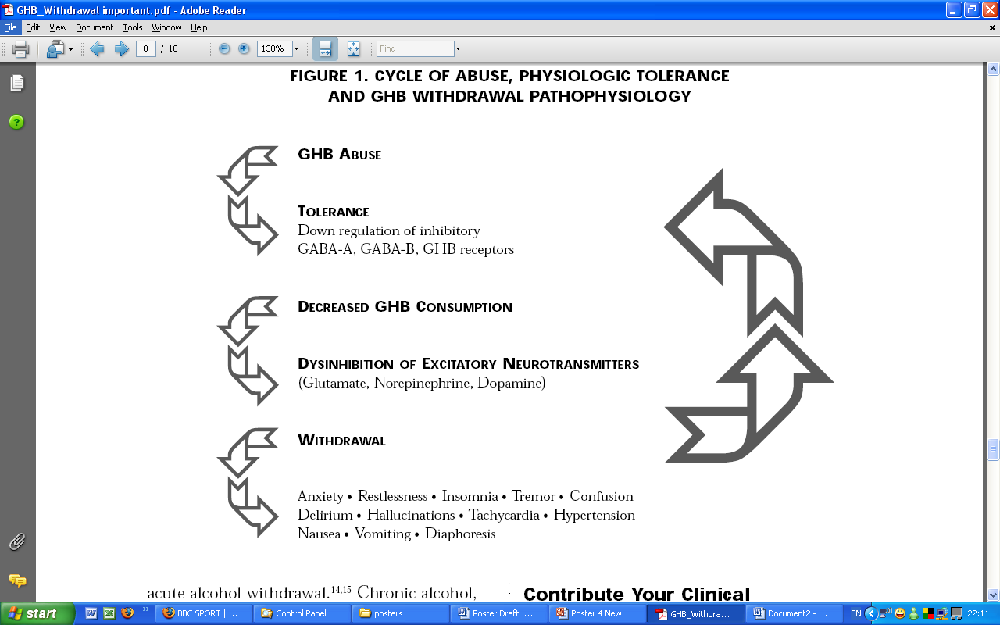 GHB_Withdrawal important.pdf - Adobe Reader
File Edit View Document Tools Window Help
8 / 10 130% Find
FIGURE 1. CYCLE OF ABUSE, PHYSIOLOGIC TOLERANCE
AND GHB WITHDRAWAL PATHOPHYSIOLOGY
GHB ABUSE
TOLERANCE
Down regulation of inhibitory
GABA-A, GABA-B, GHB receptors
DECREASED GHB CONSUMPTION
DYSINHIBITION OF EXCITATORY NEUROTRANSMITTERS
(Glutamate, Norepinephrine, Dopamine)
WITHDRAWAL
Anxiety • Restlessness • Insomnia • Tremor • Confusion
Delirium • Hallucinations • Tachycardia • Hypertension
Nausea • Vomiting • Diaphoresis
acute alcohol withdrawal.14,15 Chronic alcohol,
Contribute Your Clinical
start BBC SPORT | ... Control Panel posters Poster Draft ... Poster 4 New GHB_Withdra... Document2 - ... EN 22:11